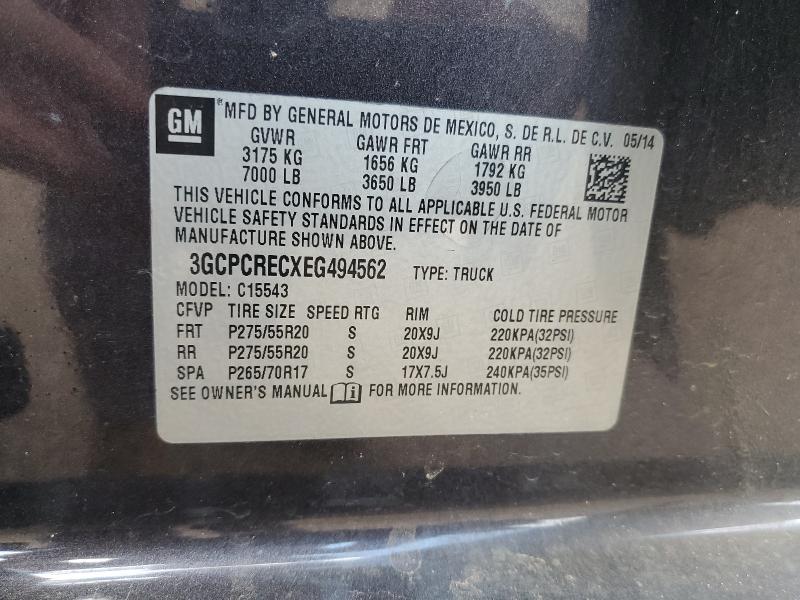 GM ®MFD BY GENERAL MOTORS DE MEXICO, S. DE R.L. DE C.V. 05/14
GVWR GAWR FRT GAWR RR
3175 KG 1656 KG 1792 KG
7000 LB 3650 LB 3950 LB
THIS VEHICLE CONFORMS TO ALL APPLICABLE U.S. FEDERAL MOTOR
VEHICLE SAFETY STANDARDS IN EFFECT ON THE DATE OF
MANUFACTURE SHOWN ABOVE.
3GCPCRECXEG494562 TYPE: TRUCK
MODEL: C15543
CFVP TIRE SIZE SPEED RTG RIM COLD TIRE PRESSURE
FRT P275/55R20 S 20X9J 220KPA(32PSI)
RR P275/55R20 S 20X9J 220KPA(32PSI)
SPA P265/70R17 S 17X7.5J 240KPA(35PSI)
SEE OWNER'S MANUAL FOR MORE INFORMATION.